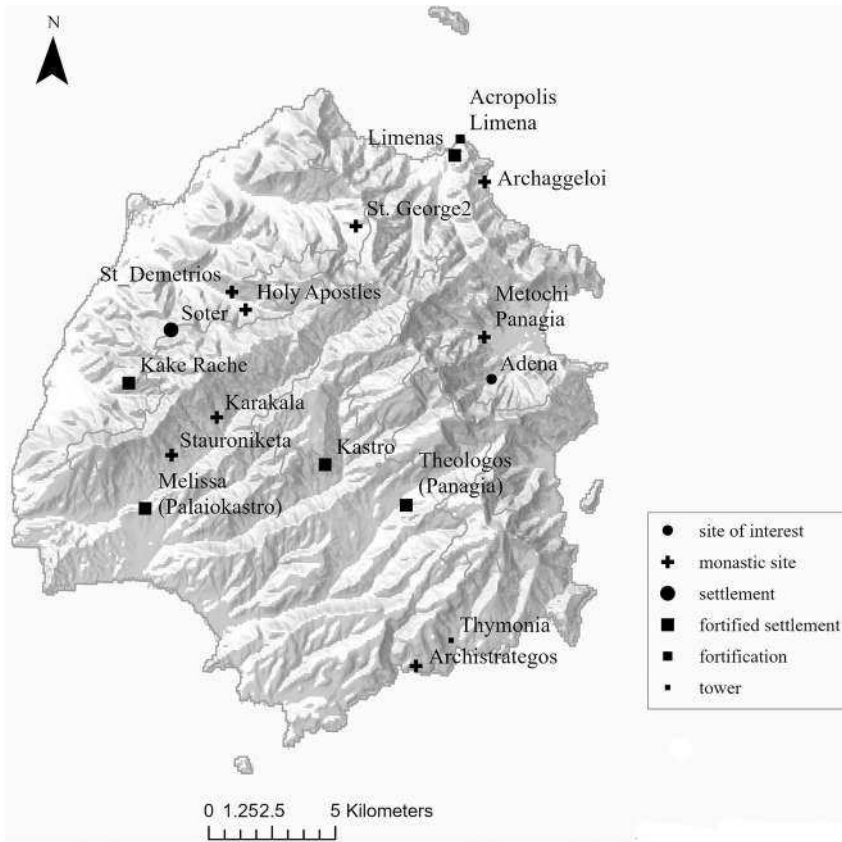 N
Acropolis
Limena
Limenas
Archaggeloi
St. George2
St_Demetrios
Holy Apostles
Metochi
Panagia
Soter
Adena
Kake Rache
Karakala
Stauroniketa
Kastro
Theologos
(Panagia)
Melissa
(Palaiokastro)
Thymonia
Archistrategos
site of interest
monastic site
settlement
fortified settlement
fortification
tower
0 1.252.5 5 Kilometers